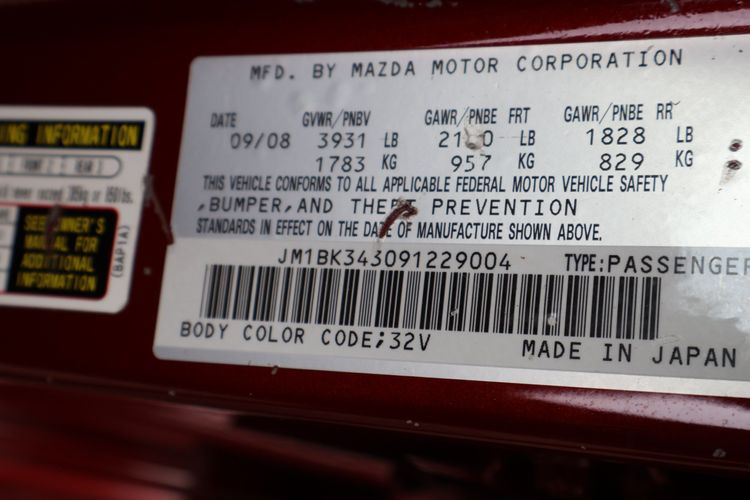 MFD. BY MAZDA MOTOR CORPORATION
DATE GVWR/PNBV GAWR/PNBE FRT GAWR/PNBE RR
09/08 3931 LB LB 1828 LB
1783 KG 957 KG 829 KG
THIS VEHICLE CONFORMS TO ALL APPLICABLE FEDERAL MOTOR VEHICLE SAFETY
,BUMPER,AND THEFT PREVENTION
STANDARDS IN EFFECT ON THE DATE OF MANUFACTURE SHOWN ABOVE.
JM1BK343091229004 TYPE:PASSENGER
BODY COLOR CODE;32V MADE IN JAPAN
INFORMATION
SEE OWNER'S
MANUAL FOR
ADDITIONAL
INFORMATION
(BAP1A)